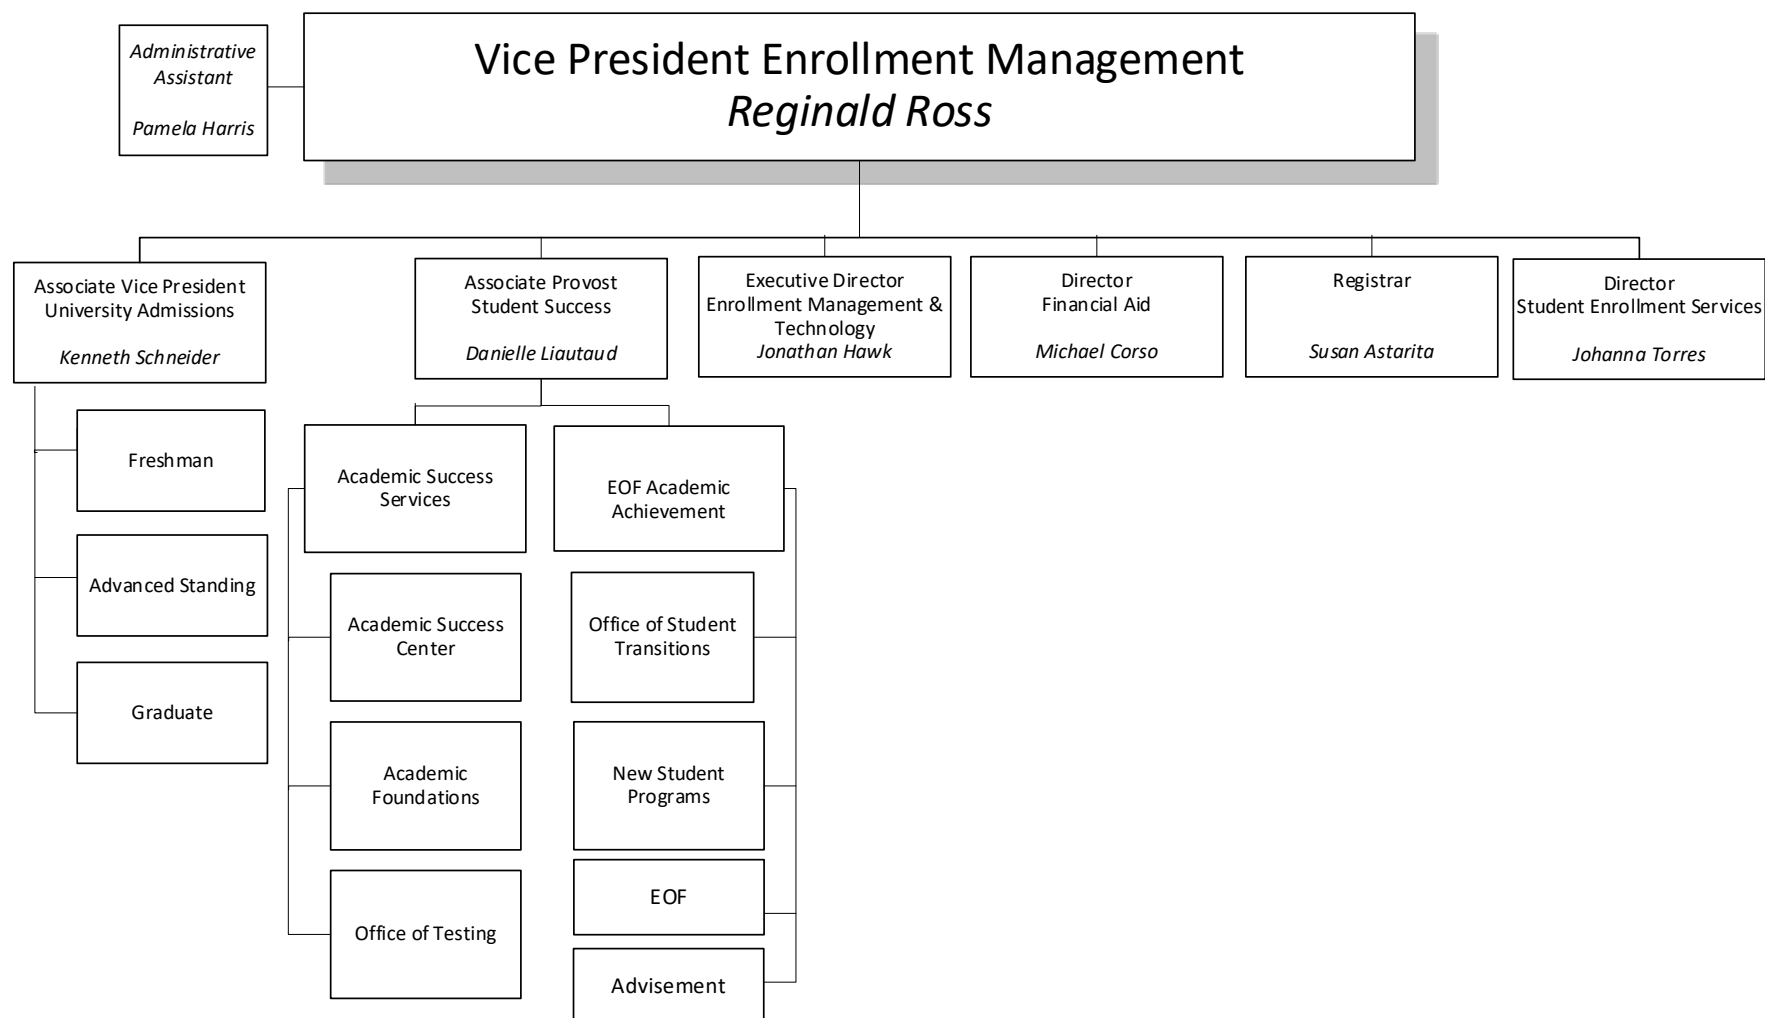 Administrative
Assistant
Pamela Harris
Vice President Enrollment Management
Reginald Ross
Associate Vice President
University Admissions
Kenneth Schneider
Associate Provost
Student Success
Danielle Liautaud
Executive Director
Enrollment Management &
Technology
Jonathan Hawk
Director
Financial Aid
Michael Corso
Registrar
Susan Astarita
Director
Student Enrollment Services
Johanna Torres
Freshman
Advanced Standing
Graduate
Academic Success
Services
Academic Success
Center
Academic
Foundations
Office of Testing
EOF Academic
Achievement
Office of Student
Transitions
New Student
Programs
EOF
Advisement